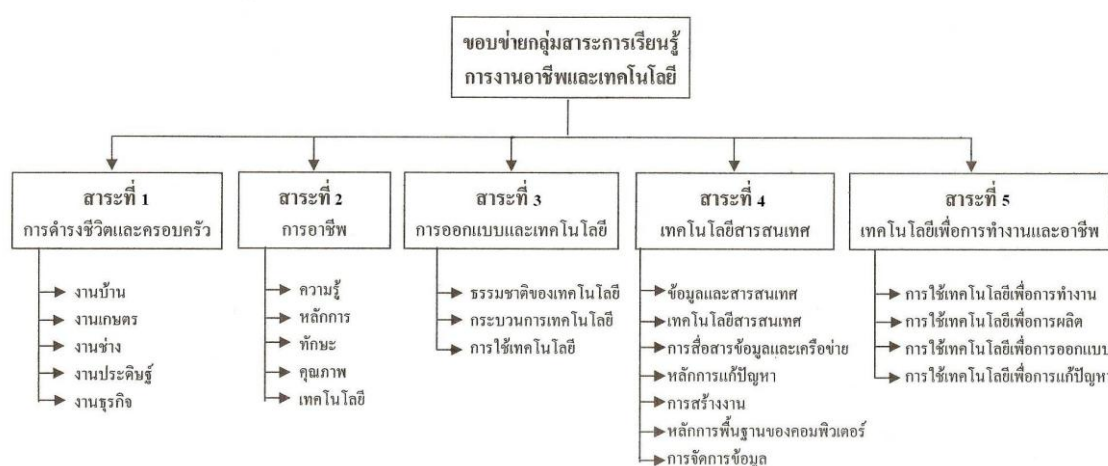 ขอบข่ายกลุ่มสาระการเรียนรู้
การงานอาชีพและเทคโนโลยี
สาระที่ 1
การดำรงชีวิตและครอบครัว
งานบ้าน
งานเกษตร
งานช่าง
งานประดิษฐ์
งานธุรกิจ
สาระที่ 2
การอาชีพ
ความรู้
หลักการ
ทักษะ
คุณภาพ
เทคโนโลยี
สาระที่ 3
การออกแบบและเทคโนโลยี
ธรรมชาติของเทคโนโลยี
กระบวนการเทคโนโลยี
การใช้เทคโนโลยี
สาระที่ 4
เทคโนโลยีสารสนเทศ
ข้อมูลและสารสนเทศ
เทคโนโลยีสารสนเทศ
การสื่อสารข้อมูลและเครือข่าย
หลักการแก้ปัญหา
การสร้างงาน
หลักการพื้นฐานของคอมพิวเตอร์
การจัดการข้อมูล
สาระที่ 5
เทคโนโลยีเพื่อการทำงานและอาชีพ
การใช้เทคโนโลยีเพื่อการทำงาน
การใช้เทคโนโลยีเพื่อการผลิต
การใช้เทคโนโลยีเพื่อการออกแบบ
การใช้เทคโนโลยีเพื่อการแก้ปัญหา